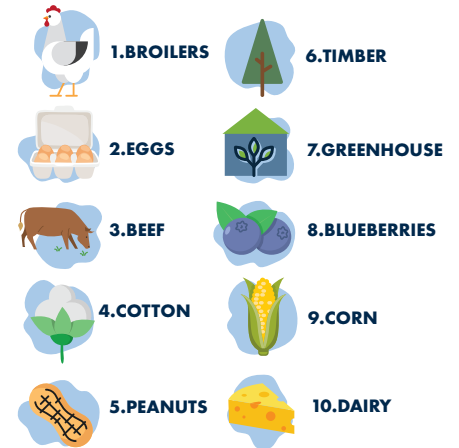 1.BROILERS
2.EGGS
3.BEEF
4.COTTON
5.PEANUTS
6.TIMBER
7.GREENHOUSE
8.BLUEBERRIES
9.CORN
10.DAIRY